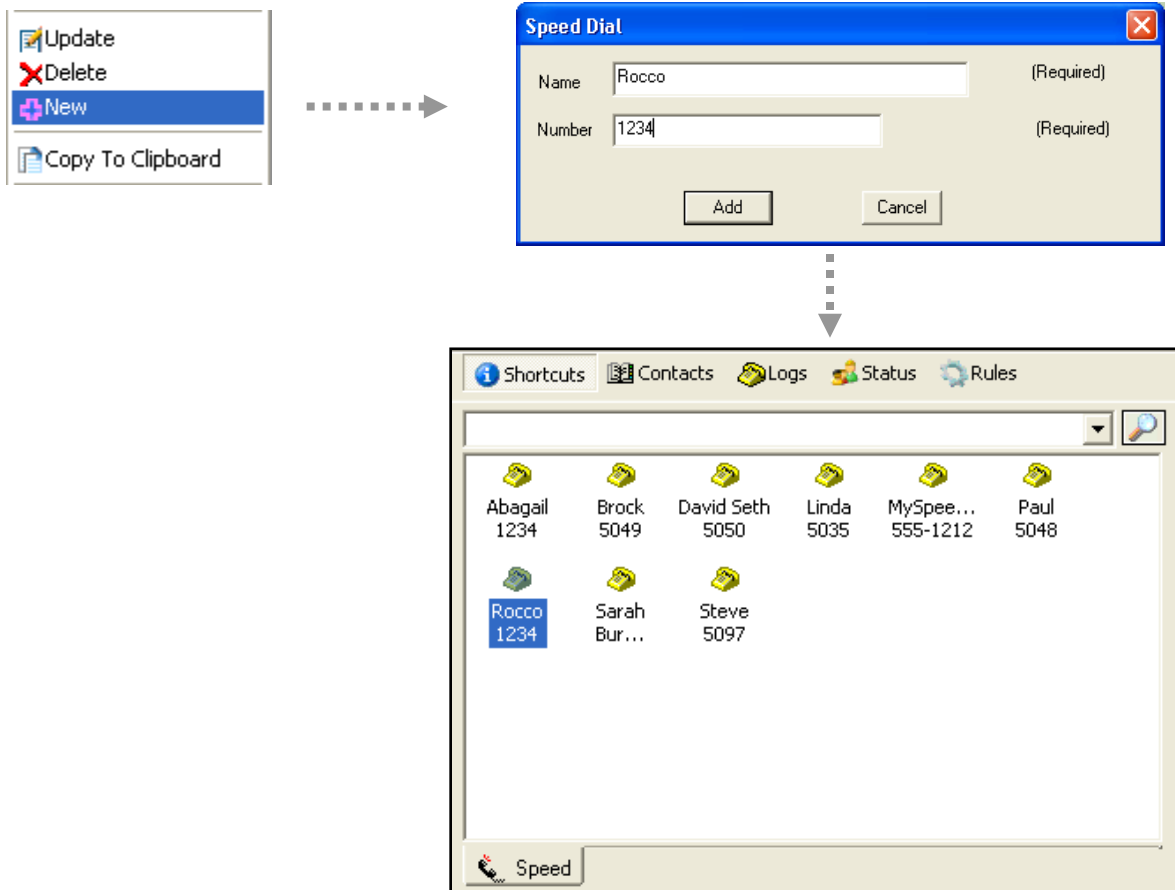 Update
Delete
New
Copy To Clipboard
Speed Dial
Name Rocco (Required)
Number 1234 (Required)
Add Cancel
Shortcuts Contacts Logs Status Rules
Abagail Brock David Seth Linda MySpee... Paul
1234 5049 5050 5035 555-1212 5048
Rocco Sarah Steve
1234 Bur... 5097
Speed